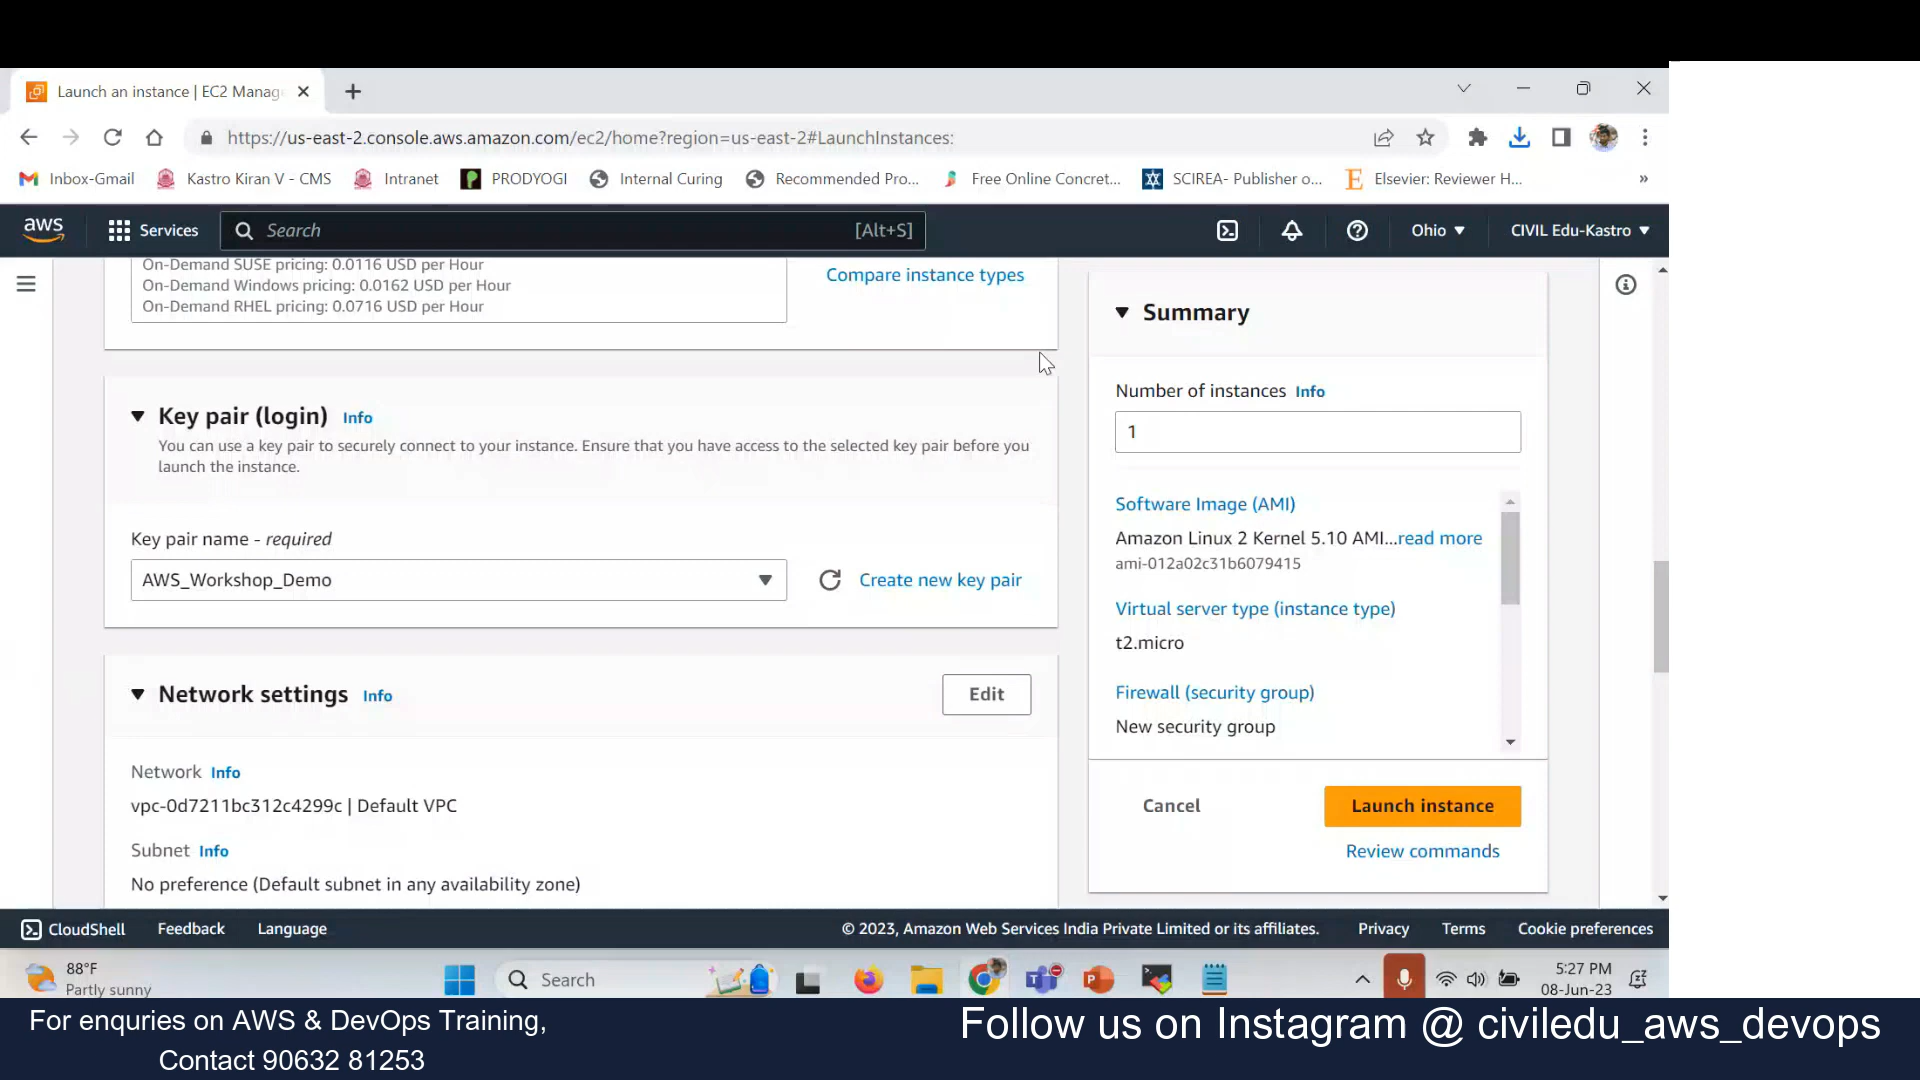 Launch an instance | EC2 Manag
https://us-east-2.console.aws.amazon.com/ec2/home?region=us-east-2#LaunchInstances:
Inbox-Gmail Kastro Kiran V - CMS Intranet PRODYOGI Internal Curing Recommended Pro... Free Online Concret... SCIREA- Publisher o... Elsevier: Reviewer H... »
aws Services Search [Alt+S] Ohio CIVIL Edu-Kastro
On-Demand SUSE pricing: 0.0116 USD per Hour
On-Demand Windows pricing: 0.0162 USD per Hour
On-Demand RHEL pricing: 0.0716 USD per Hour
Compare instance types
Key pair (login) Info
You can use a key pair to securely connect to your instance. Ensure that you have access to the selected key pair before you
launch the instance.
Key pair name - required
AWS_Workshop_Demo
Create new key pair
Network settings Info
Edit
Network Info
vpc-0d7211bc312c4299c | Default VPC
Subnet Info
No preference (Default subnet in any availability zone)
Summary
Number of instances Info
1
Software Image (AMI)
Amazon Linux 2 Kernel 5.10 AMI...read more
ami-012a02c31b6079415
Virtual server type (instance type)
t2.micro
Firewall (security group)
New security group
Cancel
Launch instance
Review commands
CloudShell Feedback Language © 2023, Amazon Web Services India Private Limited or its affiliates. Privacy Terms Cookie preferences
88°F
Partly sunny
Search
5:27 PM
08-Jun-23
For enquries on AWS & DevOps Training,
Contact 90632 81253
Follow us on Instagram @ civiledu_aws_devops